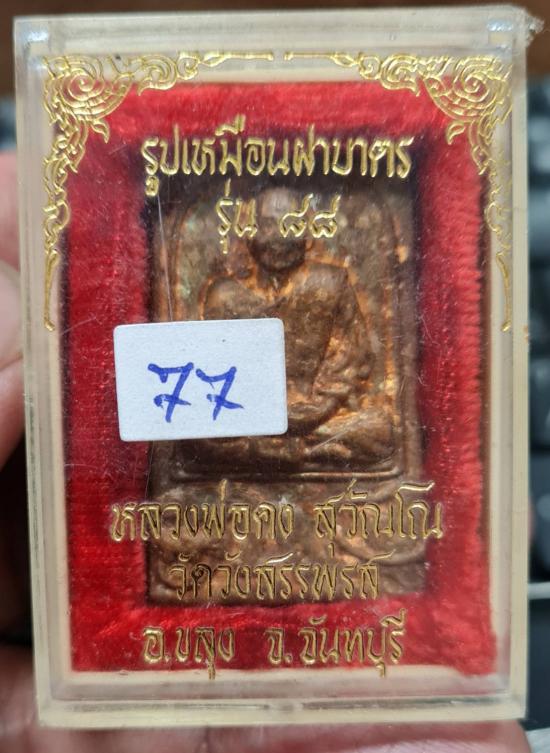 รูปเหมือนฝาบาตร
รุ่น ๘๘
77
หลวงพ่อคง สุวัณโณ
วัดวังสรรพรส
อ.ขลุง จ.จันทบุรี